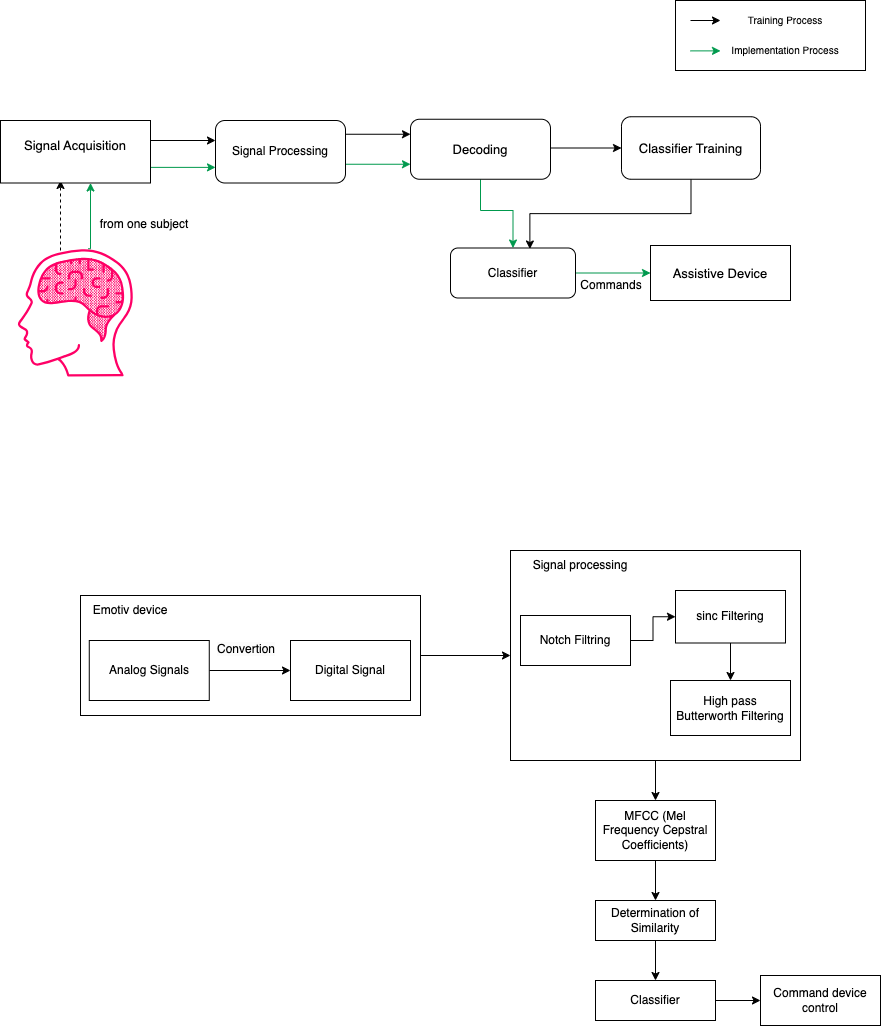 Training Process
Implementation Process
Signal Acquisition
Signal Processing
Decoding
Classifier Training
from one subject
Classifier
Commands
Assistive Device
Signal processing
Emotiv device
Analog Signals
Convertion
Digital Signal
Notch Filtring
sinc Filtering
High pass
Butterworth Filtering
MFCC (Mel
Frequency Cepstral
Coefficients)
Determination of
Similarity
Classifier
Command device
control